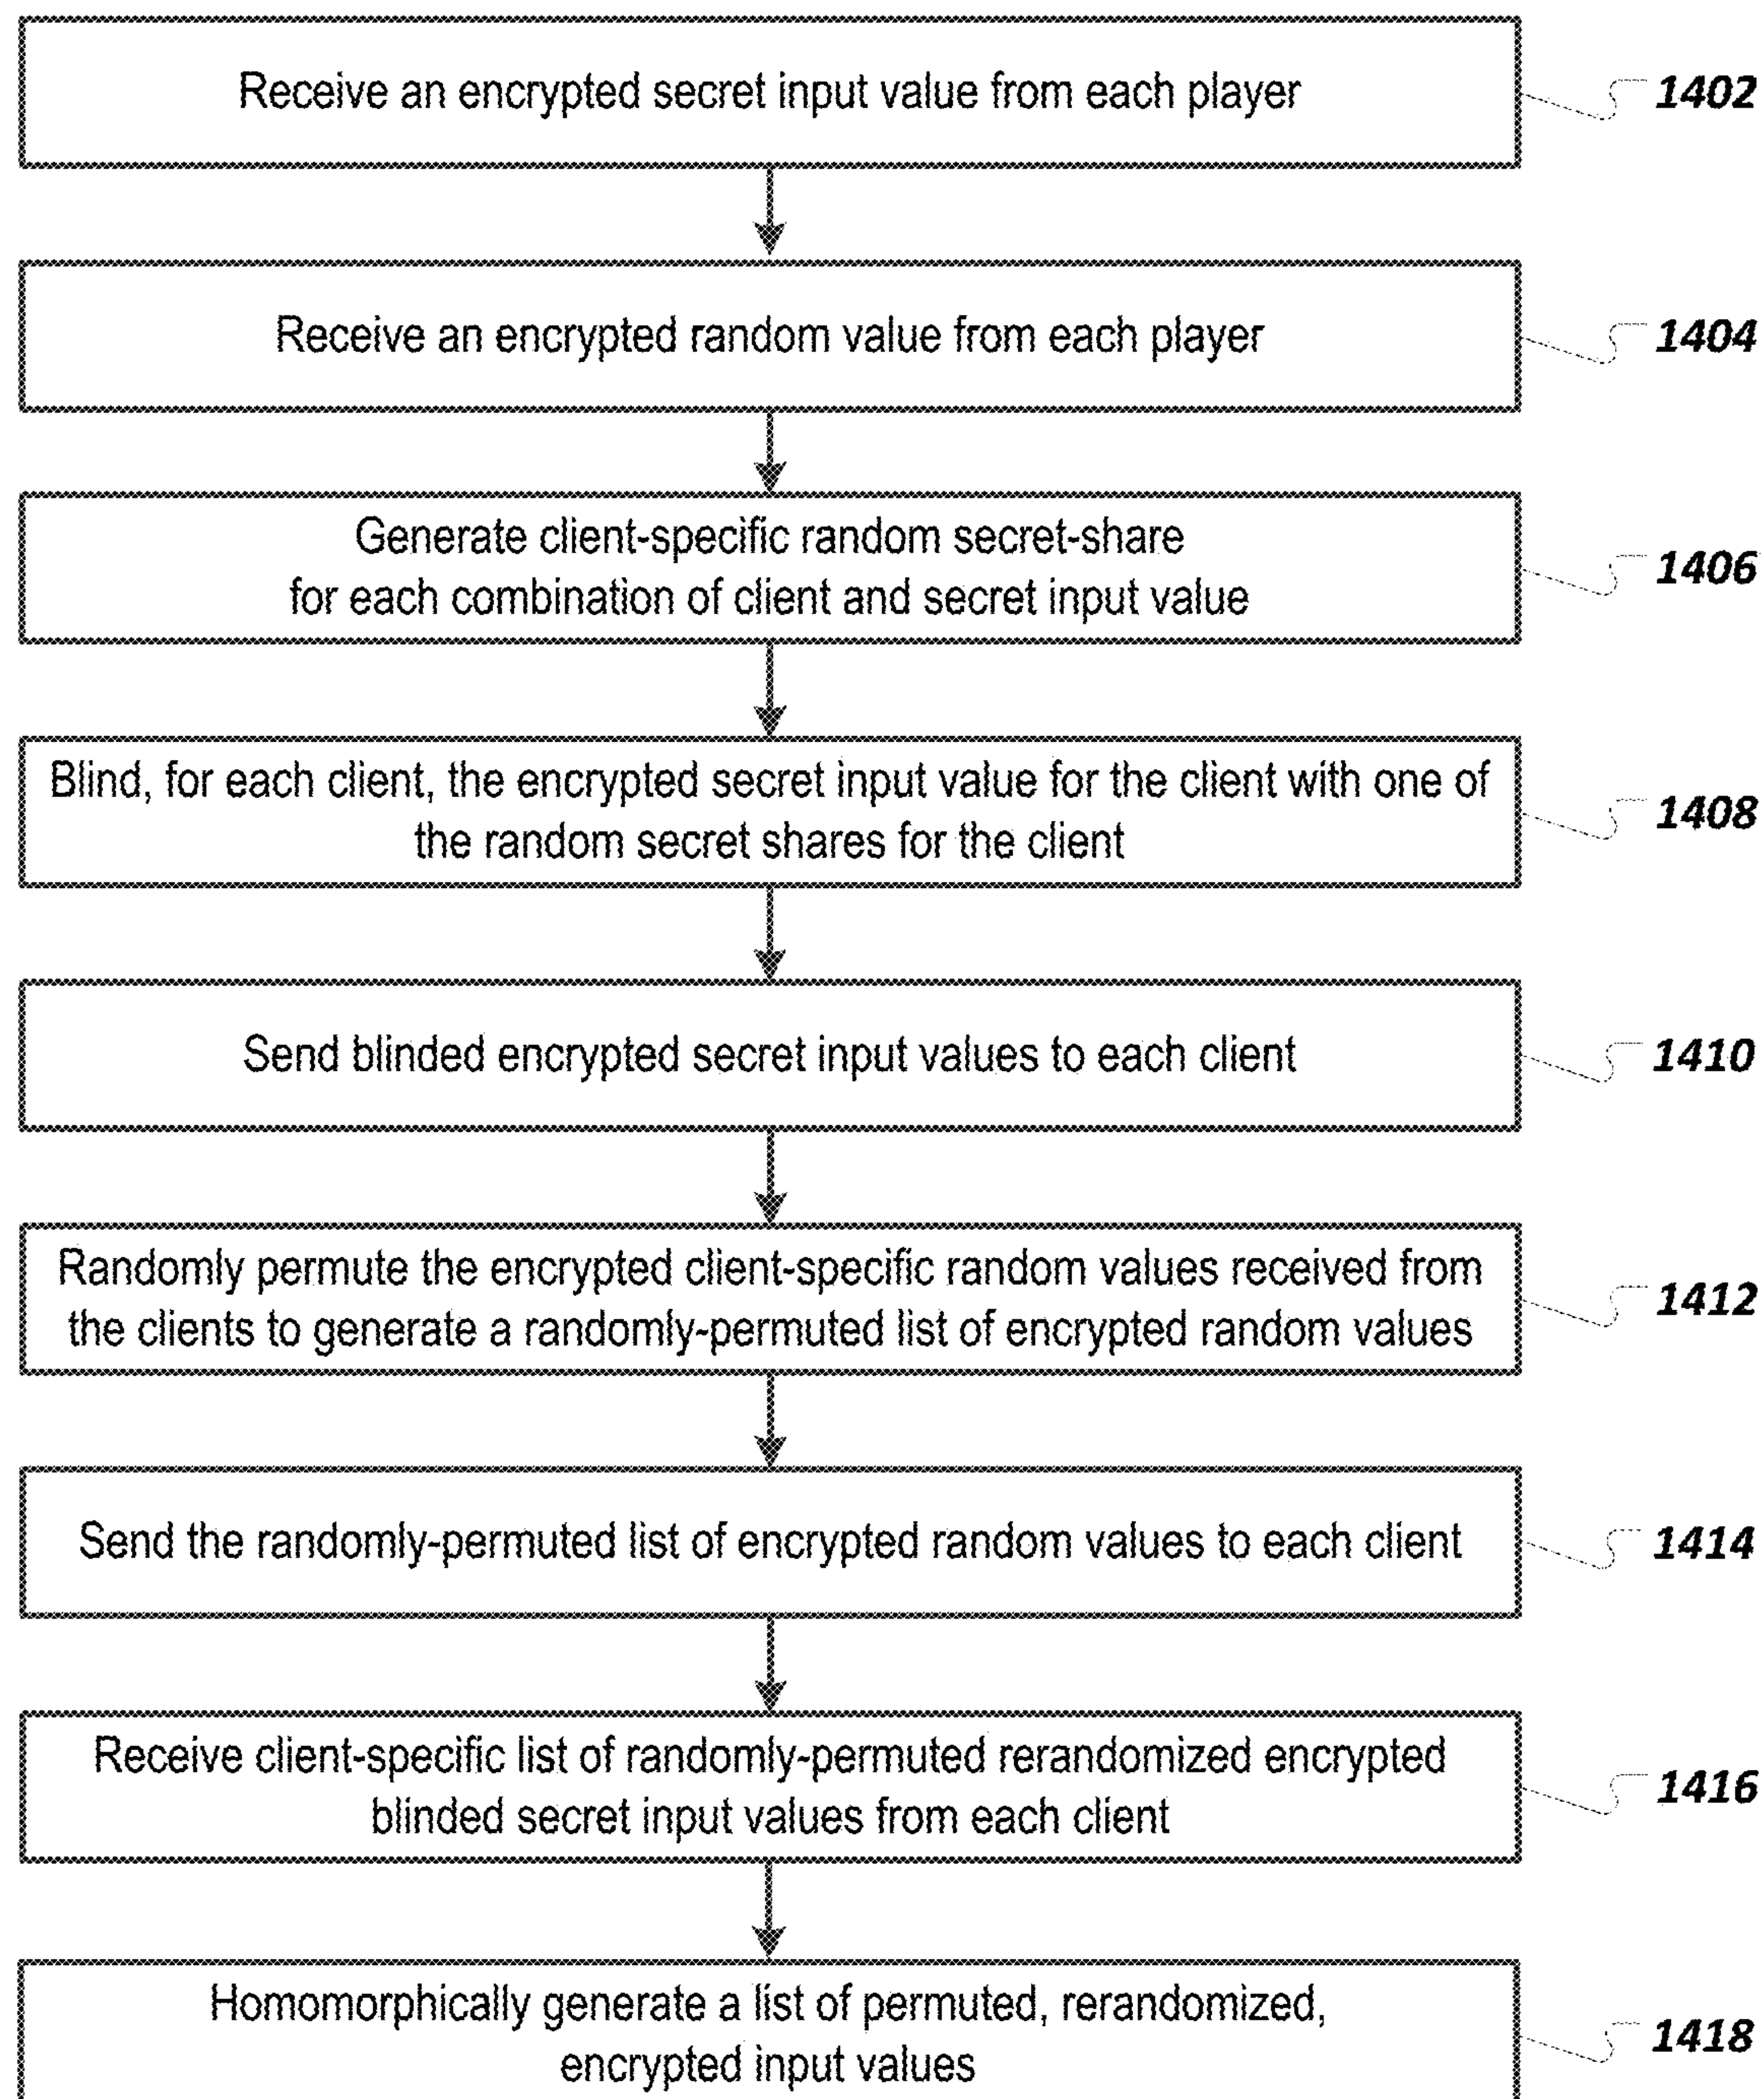 Receive an encrypted secret input value from each player
1402
Receive an encrypted random value from each player
1404
Generate client-specific random secret-share
for each combination of client and secret input value
1406
Blind, for each client, the encrypted secret input value for the client with one of
the random secret shares for the client
1408
Send blinded encrypted secret input values to each client
1410
Randomly permute the encrypted client-specific random values received from
the clients to generate a randomly-permuted list of encrypted random values
1412
Send the randomly-permuted list of encrypted random values to each client
1414
Receive client-specific list of randomly-permuted rerandomized encrypted
blinded secret input values from each client
1416
Homomorphically generate a list of permuted, rerandomized,
encrypted input values
1418